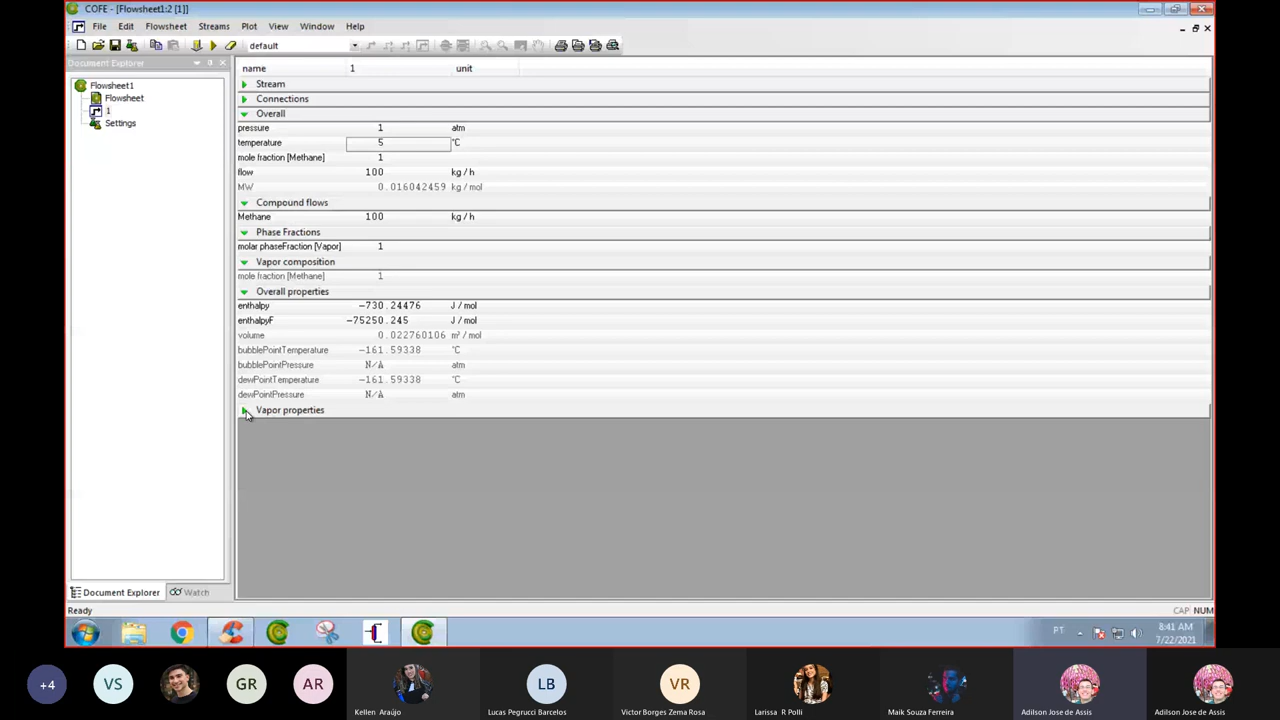 COFE - [Flowsheet1:2 [1]]
File Edit Flowsheet Streams Plot View Window Help
default
Document Explorer
Flowsheet1
Flowsheet
1
Settings
name 1 unit
Stream
Connections
Overall
pressure 1 atm
temperature 5 °C
mole fraction [Methane] 1
flow 100 kg / h
MW 0.016042459 kg / mol
Compound flows
Methane 100 kg / h
Phase Fractions
molar phaseFraction [Vapor] 1
Vapor composition
mole fraction [Methane] 1
Overall properties
enthalpy -730.24476 J / mol
enthalpyF -75250.245 J / mol
volume 0.022760106 m³ / mol
bubblePointTemperature -161.59338 °C
bubblePointPressure N/A atm
dewPointTemperature -161.59338 °C
dewPointPressure N/A atm
Vapor properties
Document Explorer Watch
Ready CAP NUM
PT 8:41 AM
7/22/2021
+4 VS GR AR LB VR
Kellen Araújo Lucas Pegrucci Barcelos Victor Borges Zema Rosa Larissa R Polli Maik Souza Ferreira Adilson Jose de Assis Adilson Jose de Assis